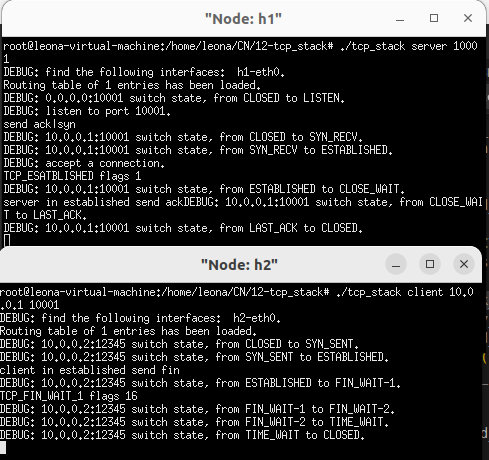 "Node: h1"
root@leona-virtual-machine:/home/leona/CN/12-tcp_stack# ./tcp_stack server 1000
1
DEBUG: find the following interfaces:  h1-eth0.
Routing table of 1 entries has been loaded.
DEBUG: 0.0.0.0:10001 switch state, from CLOSED to LISTEN.
DEBUG: listen to port 10001.
send ack|syn
DEBUG: 10.0.0.1:10001 switch state, from CLOSED to SYN_RECV.
DEBUG: 10.0.0.1:10001 switch state, from SYN_RECV to ESTABLISHED.
DEBUG: accept a connection.
TCP_ESATBLISHED flags 1
DEBUG: 10.0.0.1:10001 switch state, from ESTABLISHED to CLOSE_WAIT.
server in established send ackDEBUG: 10.0.0.1:10001 switch state, from CLOSE_WAI
T to LAST_ACK.
DEBUG: 10.0.0.1:10001 switch state, from LAST_ACK to CLOSED.
"Node: h2"
root@leona-virtual-machine:/home/leona/CN/12-tcp_stack# ./tcp_stack client 10.0
.0.1 10001
DEBUG: find the following interfaces:  h2-eth0.
Routing table of 1 entries has been loaded.
DEBUG: 10.0.0.2:12345 switch state, from CLOSED to SYN_SENT.
DEBUG: 10.0.0.2:12345 switch state, from SYN_SENT to ESTABLISHED.
client in established send fin
DEBUG: 10.0.0.2:12345 switch state, from ESTABLISHED to FIN_WAIT-1.
TCP_FIN_WAIT_1 flags 16
DEBUG: 10.0.0.2:12345 switch state, from FIN_WAIT-1 to FIN_WAIT-2.
DEBUG: 10.0.0.2:12345 switch state, from FIN_WAIT-2 to TIME_WAIT.
DEBUG: 10.0.0.2:12345 switch state, from TIME_WAIT to CLOSED.